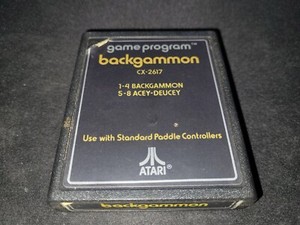 game program™
backgammon
CX-2617
1-4 BACKGAMMON
5-8 ACEY-DEUCEY
Use with Standard Paddle Controllers
ATARI®
backgammon